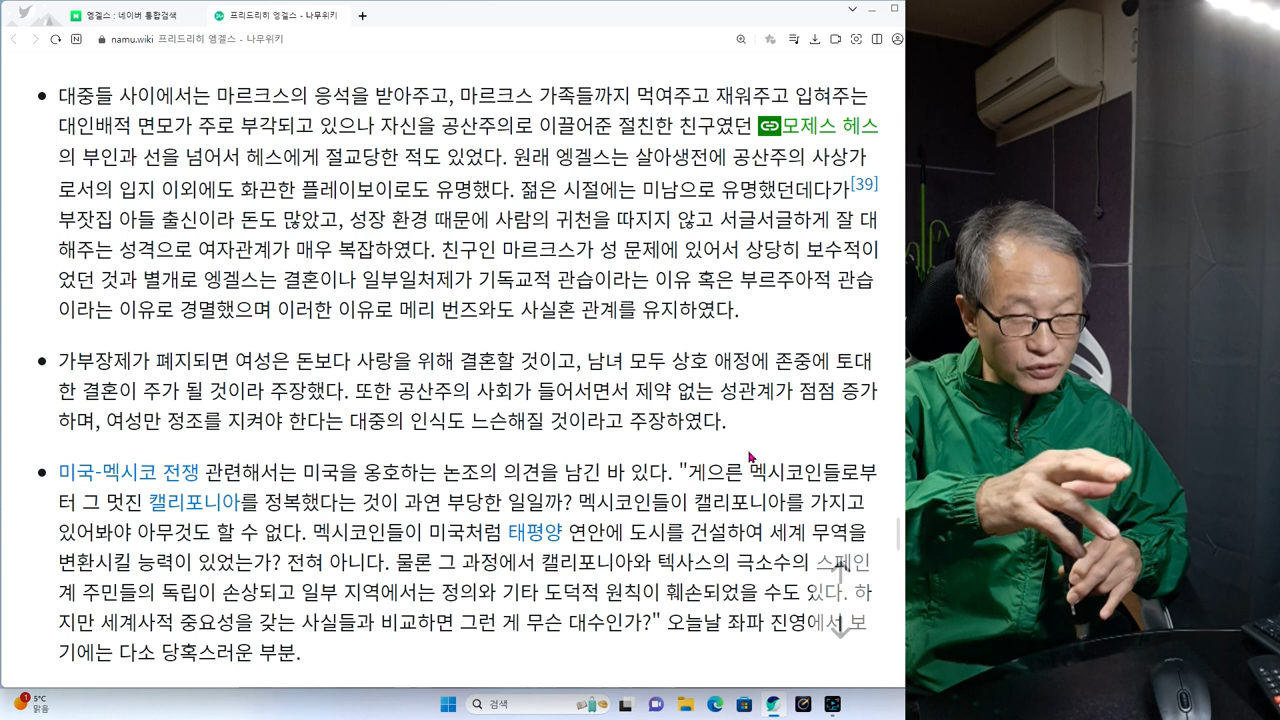 엥겔스 : 네이버 통합검색
프리드리히 엥겔스 - 나무위키
namu.wiki 프리드리히 엥겔스 - 나무위키
대중들 사이에서는 마르크스의 응석을 받아주고, 마르크스 가족들까지 먹여주고 재워주고 입혀주는
대인배적 면모가 주로 부각되고 있으나 자신을 공산주의로 이끌어준 절친한 친구였던 모제스 헤스
의 부인과 선을 넘어서 헤스에게 절교당한 적도 있었다. 원래 엥겔스는 살아생전에 공산주의 사상가
로서의 입지 이외에도 화끈한 플레이보이로도 유명했다. 젊은 시절에는 미남으로 유명했던데다가[39]
부잣집 아들 출신이라 돈도 많았고, 성장 환경 때문에 사람의 귀천을 따지지 않고 서글서글하게 잘 대
해주는 성격으로 여자관계가 매우 복잡하였다. 친구인 마르크스가 성 문제에 있어서 상당히 보수적이
었던 것과 별개로 엥겔스는 결혼이나 일부일처제가 기독교적 관습이라는 이유 혹은 부르주아적 관습
이라는 이유로 경멸했으며 이러한 이유로 메리 번즈와도 사실혼 관계를 유지하였다.
가부장제가 폐지되면 여성은 돈보다 사랑을 위해 결혼할 것이고, 남녀 모두 상호 애정에 존중에 토대
한 결혼이 주가 될 것이라 주장했다. 또한 공산주의 사회가 들어서면서 제약 없는 성관계가 점점 증가
하며, 여성만 정조를 지켜야 한다는 대중의 인식도 느슨해질 것이라고 주장하였다.
미국-멕시코 전쟁 관련해서는 미국을 옹호하는 논조의 의견을 남긴 바 있다. "게으른 멕시코인들로부
터 그 멋진 캘리포니아를 정복했다는 것이 과연 부당한 일일까? 멕시코인들이 캘리포니아를 가지고
있어봐야 아무것도 할 수 없다. 멕시코인들이 미국처럼 태평양 연안에 도시를 건설하여 세계 무역을
변환시킬 능력이 있었는가? 전혀 아니다. 물론 그 과정에서 캘리포니아와 텍사스의 극소수의 스페인
계 주민들의 독립이 손상되고 일부 지역에서는 정의와 기타 도덕적 원칙이 훼손되었을 수도 있다. 하
지만 세계사적 중요성을 갖는 사실들과 비교하면 그런 게 무슨 대수인가?" 오늘날 좌파 진영에서 보
기에는 다소 당혹스러운 부분.
1
5°C
맑음
검색